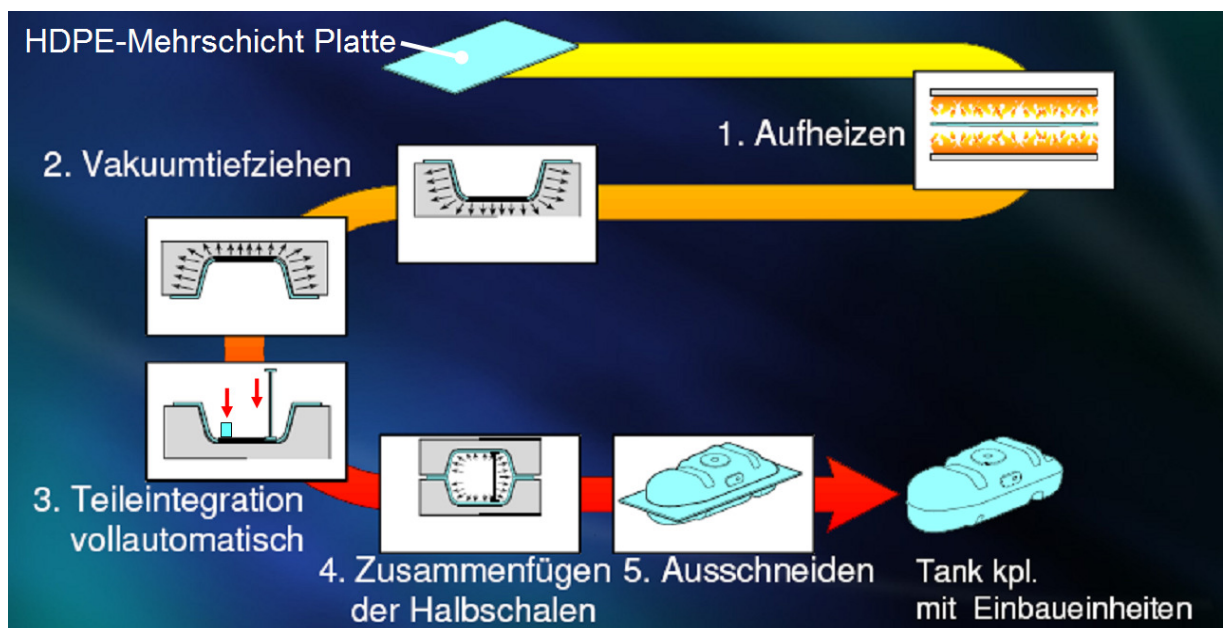 HDPE-Mehrschicht Platte
1. Aufheizen
2. Vakuumtiefziehen
3. Teileintegration
vollautomatisch
4. Zusammenfügen
der Halbschalen
5. Ausschneiden
Tank kpl.
mit Einbaueinheiten